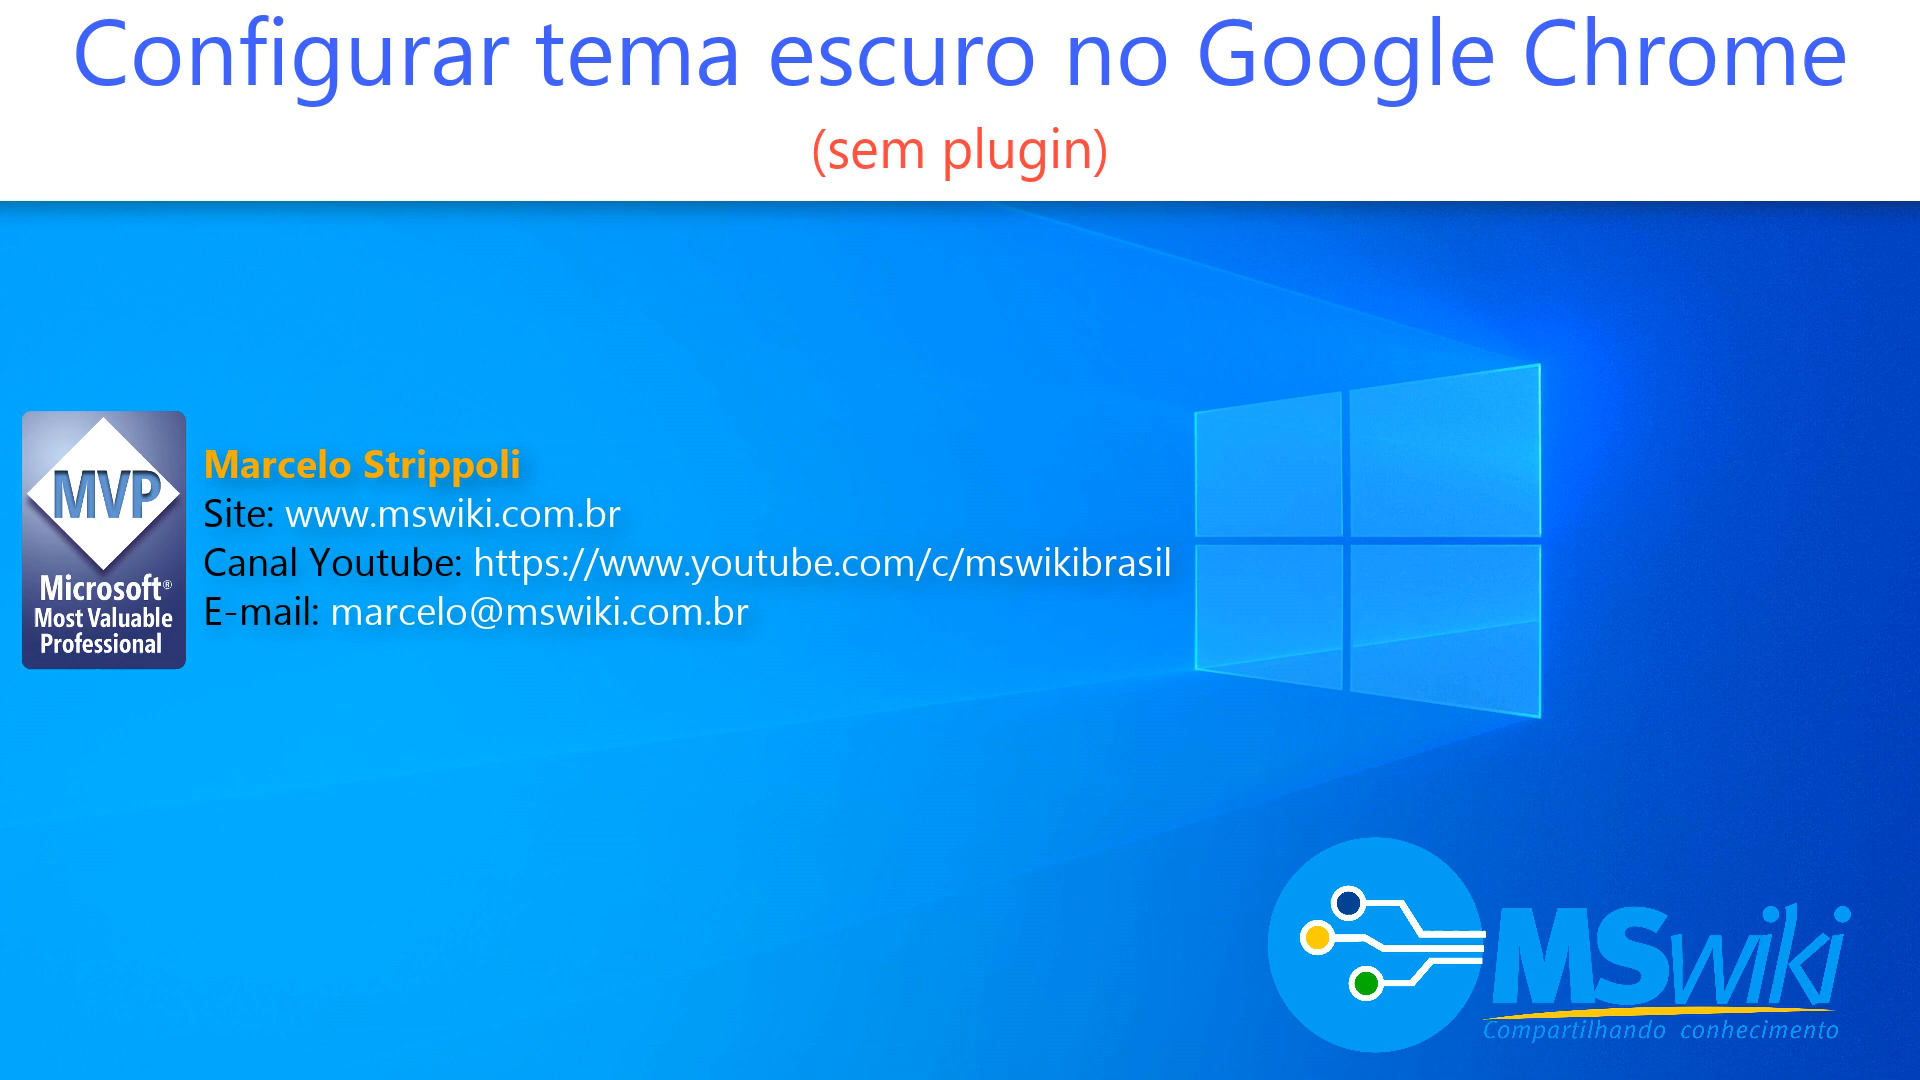 Configurar tema escuro no Google Chrome
(sem plugin)
MVP
Microsoft®
Most Valuable
Professional
Marcelo Strippoli
Site: www.mswiki.com.br
Canal Youtube: https://www.youtube.com/c/mswikibrasil
E-mail: marcelo@mswiki.com.br
MSwiki
Compartilhando conhecimento